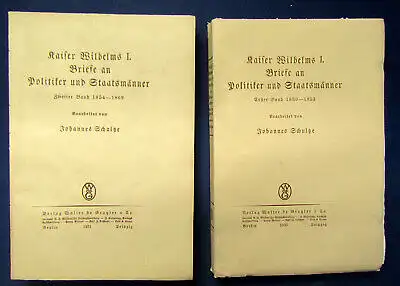 Kaiser Wilhelms I.
Briefe an
Politiker und Staatsmänner
Zweiter Band 1854–1869
Bearbeitet von
Johannes Schultze
Verlag Walter de Gruyter & Co
Berlin 1931 Leipzig
Kaiser Wilhelms I.
Briefe an
Politiker und Staatsmänner
Erster Band 1830–1853
Bearbeitet von
Johannes Schultze
Verlag Walter de Gruyter & Co
Berlin 1930 Leipzig